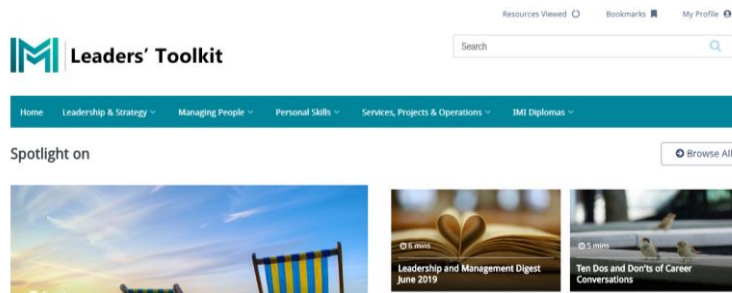 Resources Viewed Bookmarks My Profile
IMI Leaders' Toolkit
Search
Home Leadership & Strategy Managing People Personal Skills Services, Projects & Operations IMI Diplomas
Spotlight on
Browse All
6 mins
Leadership and Management Digest
June 2019
5 mins
Ten Dos and Don'ts of Career
Conversations